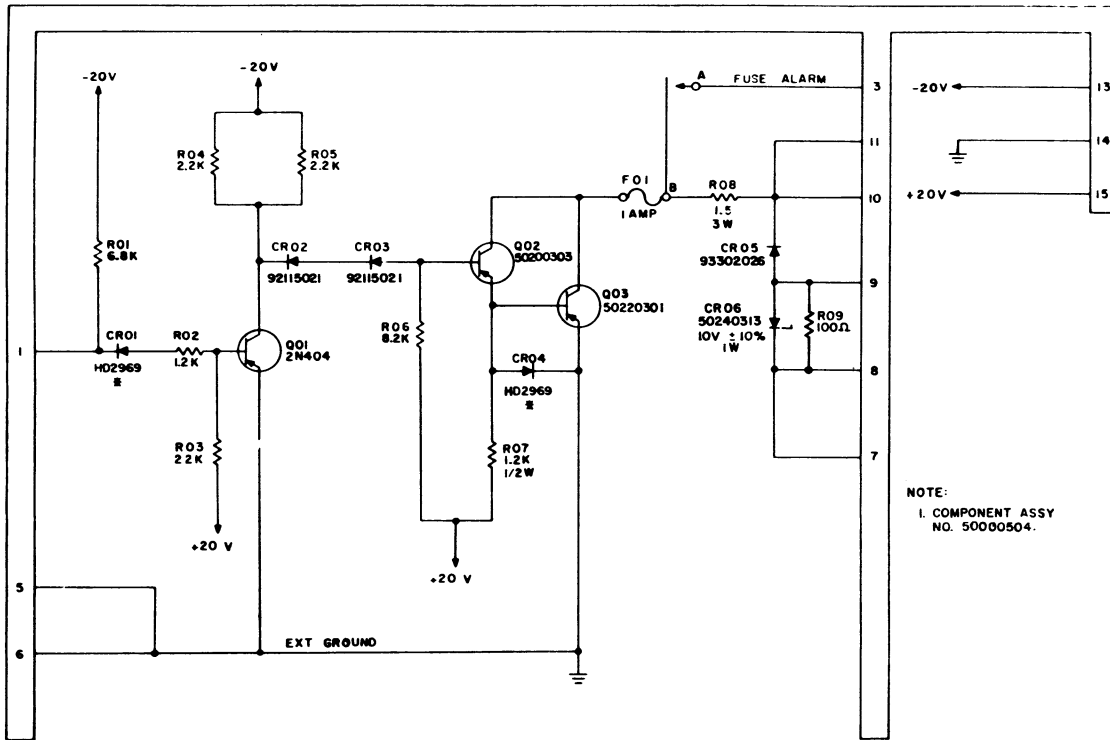 -20V
-20V
A
FUSE ALARM
3
-20V
13
R04
2.2K
R05
2.2K
11
14
F01
1 AMP
B
R08
1.5
3W
10
+20V
15
R01
6.8K
CR02
92115021
CR03
92115021
Q02
50200303
CR05
93302026
9
Q03
50220301
CR06
50240313
10V ± 10%
1W
R09
100Ω
R06
8.2K
1
CR01
HD2969
*
R02
1.2K
Q01
2N404
CR04
HD2969
*
8
R03
22K
R07
1.2K
1/2W
7
NOTE:
1. COMPONENT ASSY
NO. 50000504.
+20 V
+20 V
5
EXT GROUND
6